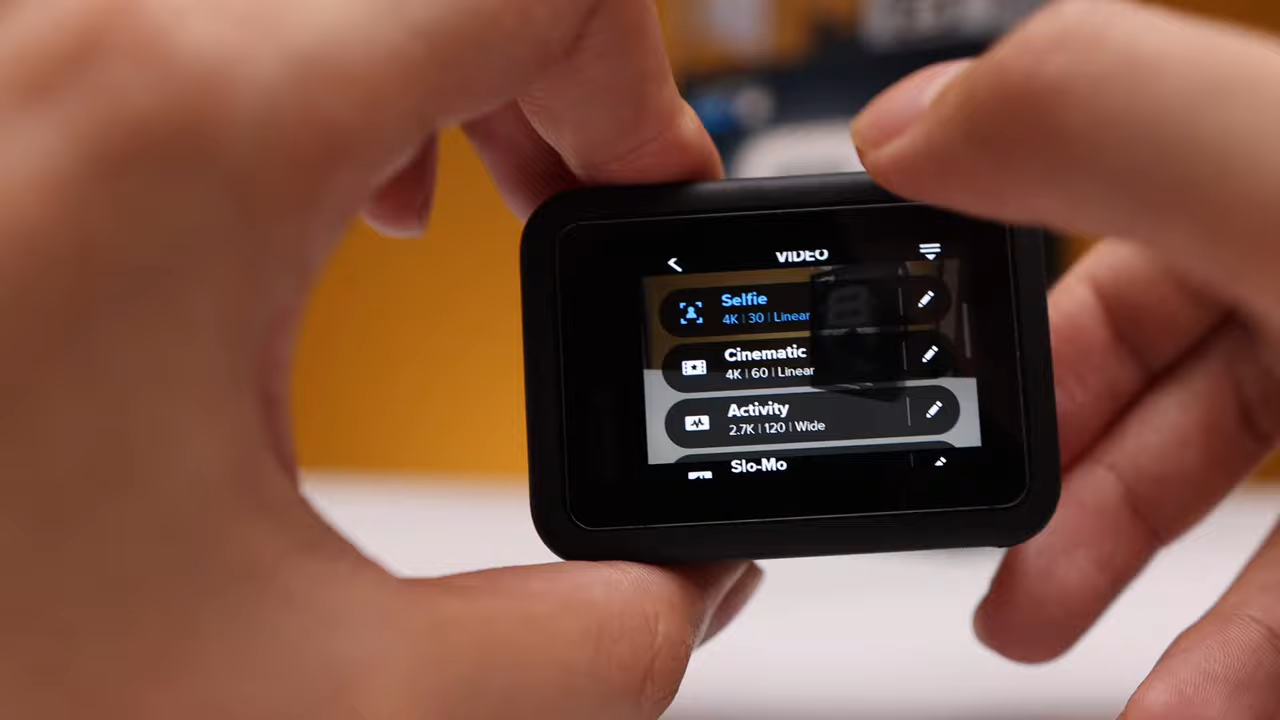 VIDEO
Selfie
4K | 30 | Linear
Cinematic
4K | 60 | Linear
Activity
2.7K | 120 | Wide
Slo-Mo